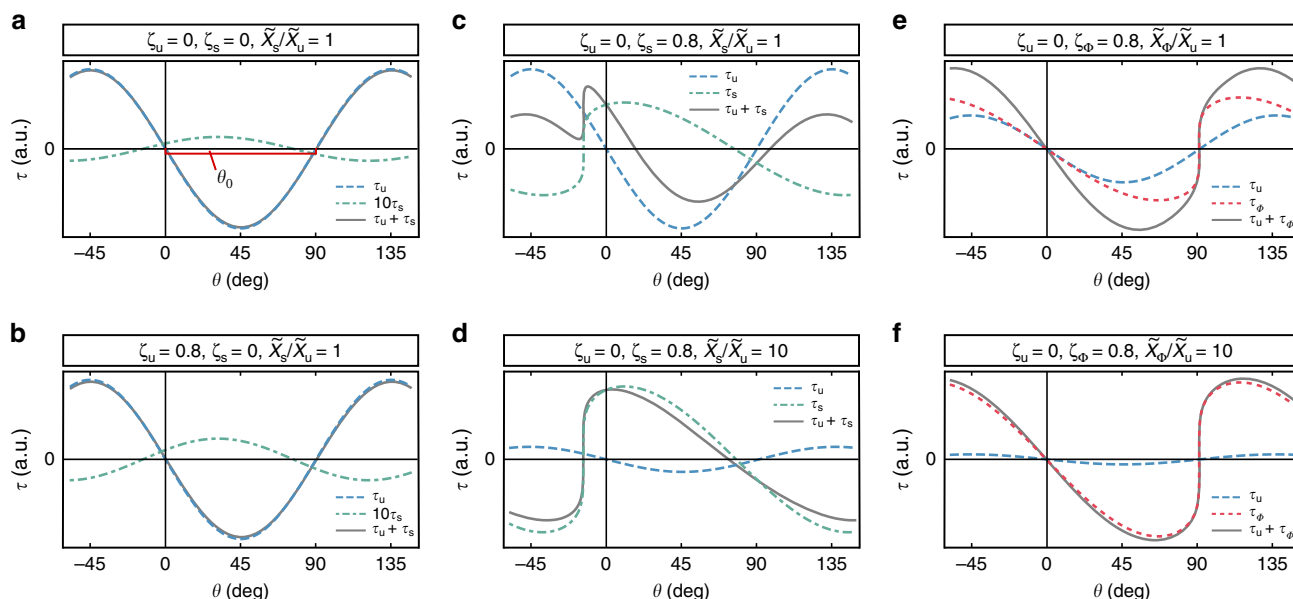 a
ζu = 0, ζs = 0, X̃s/X̃u = 1
τ (a.u.)
0
θ0
τu
10τs
τu + τs
−45 0 45 90 135
θ (deg)
c
ζu = 0, ζs = 0.8, X̃s/X̃u = 1
τ (a.u.)
0
τu
τs
τu + τs
−45 0 45 90 135
θ (deg)
e
ζu = 0, ζΦ = 0.8, X̃Φ/X̃u = 1
τ (a.u.)
0
τu
τΦ
τu + τΦ
−45 0 45 90 135
θ (deg)
b
ζu = 0.8, ζs = 0, X̃s/X̃u = 1
τ (a.u.)
0
τu
10τs
τu + τs
−45 0 45 90 135
θ (deg)
d
ζu = 0, ζs = 0.8, X̃s/X̃u = 10
τ (a.u.)
0
τu
τs
τu + τs
−45 0 45 90 135
θ (deg)
f
ζu = 0, ζΦ = 0.8, X̃Φ/X̃u = 10
τ (a.u.)
0
τu
τΦ
τu + τΦ
−45 0 45 90 135
θ (deg)